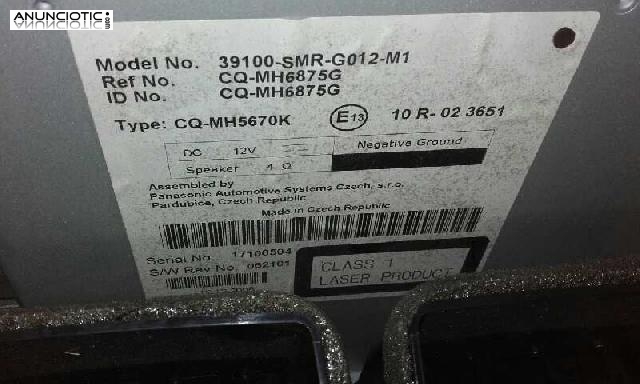 ANUNCIOTIC.COM
Model No. 39100-SMR-G012-M1
Ref No. CQ-MH6875G
ID No. CQ-MH6875G
Type: CQ-MH5670K E13 10 R-02 3651
DC 12V Negative Ground
Speaker 4 Ω
Assembled by
Panasonic Automotive Systems Czech, s.r.o.
Pardubice, Czech Republic
Made in Czech Republic
Serial No. 17100504
S/W Rev No. 052101
CLASS 1
LASER PRODUCT